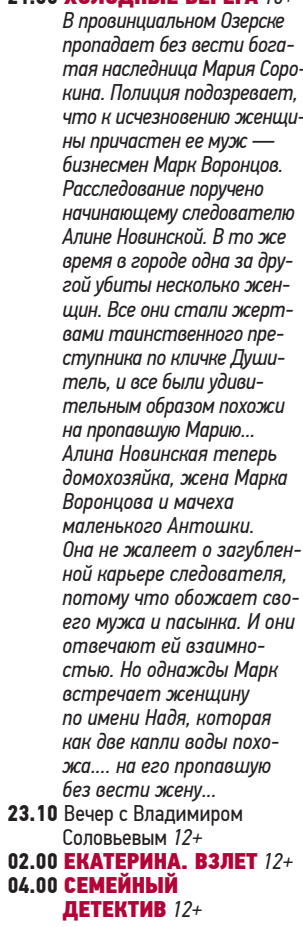 21.00 ХОЛОДНЫЕ БЕРЕГА 16+
В провинциальном Озерске
пропадает без вести бога-
тая наследница Мария Соро-
кина. Полиция подозревает,
что к исчезновению женщи-
ны причастен ее муж —
бизнесмен Марк Воронцов.
Расследование поручено
начинающему следователю
Алине Новинской. В то же
время в городе одна за дру-
гой убиты несколько жен-
щин. Все они стали жерт-
вами таинственного пре-
ступника по кличке Души-
тель, и все были удиви-
тельным образом похожи
на пропавшую Марию...
Алина Новинская теперь
домохозяйка, жена Марка
Воронцова и мачеха
маленького Антошки.
Она не жалеет о загублен-
ной карьере следователя,
потому что обожает сво-
его мужа и пасынка. И они
отвечают ей взаимно-
стью. Но однажды Марк
встречает женщину
по имени Надя, которая
как две капли воды похо-
жа.... на его пропавшую
без вести жену...
23.10 Вечер с Владимиром
Соловьевым 12+
02.00 ЕКАТЕРИНА. ВЗЛЕТ 12+
04.00 СЕМЕЙНЫЙ
ДЕТЕКТИВ 12+